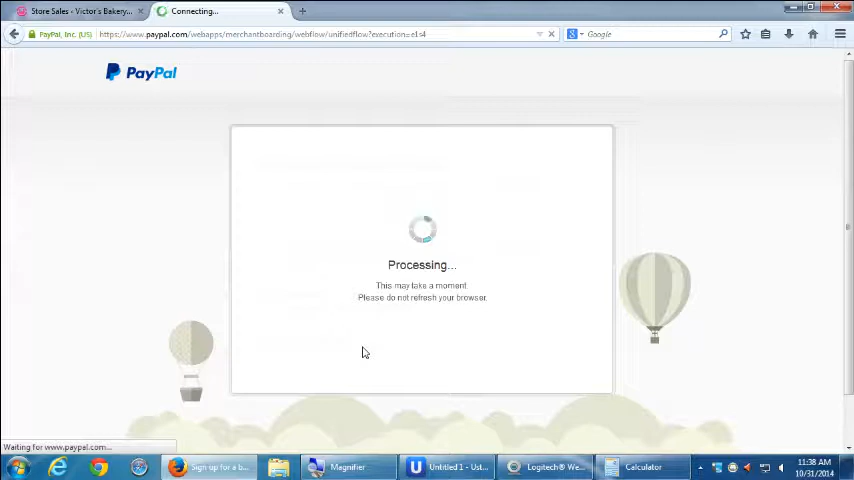 Store Sales - Victor's Bakery...
Connecting...
PayPal, Inc. (US)
https://www.paypal.com/webapps/merchantboarding/webflow/unifiedflow?execution=e1s4
Google
PayPal
Processing...
This may take a moment.
Please do not refresh your browser.
Waiting for www.paypal.com...
Sign up for a b...
Magnifier
Untitled 1 - Ust...
Logitech® We...
Calculator
11:38 AM
10/31/2014